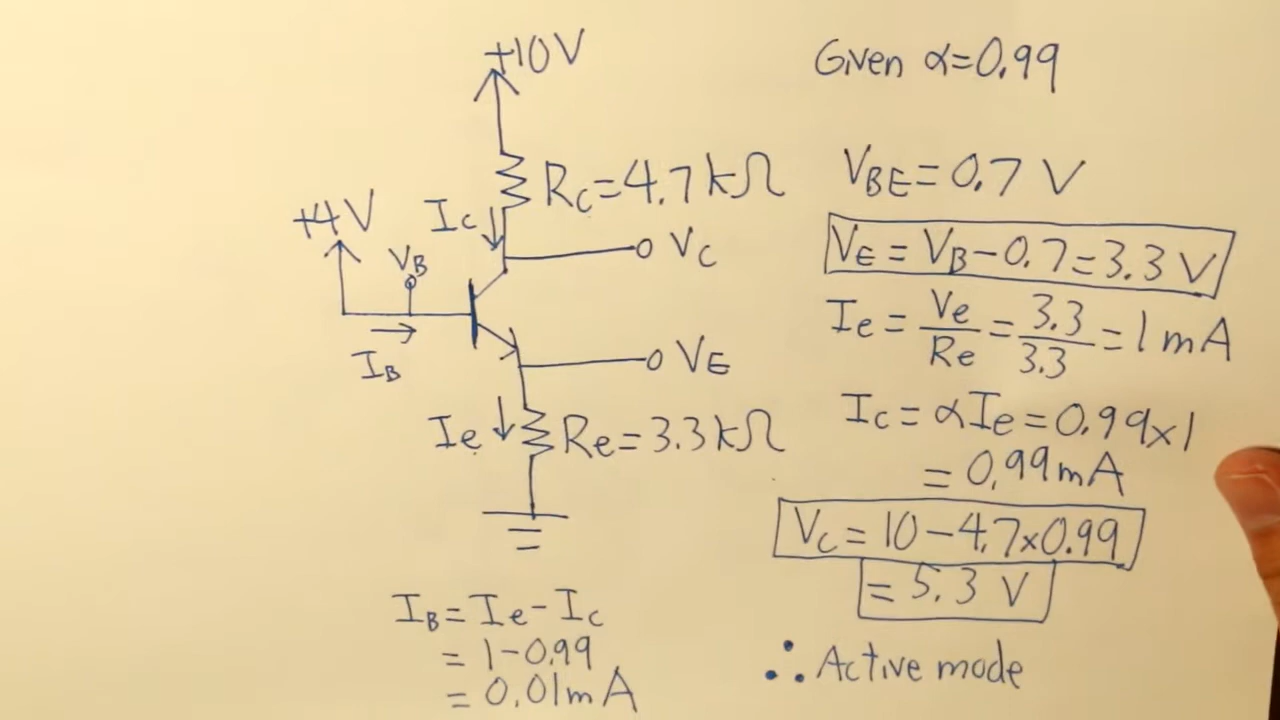 +10V
Rc=4.7kΩ
+4V
Ic
VB
Vc
IB
VE
Ie
Re=3.3kΩ
IB = Ie - Ic
= 1-0.99
= 0.01mA
Given α=0.99
VBE=0.7 V
VE = VB-0.7=3.3 V
Ie = Ve/Re = 3.3/3.3 = 1 mA
Ic = αIe = 0.99×1
= 0.99mA
Vc = 10-4.7×0.99
= 5.3 V
∴ Active mode